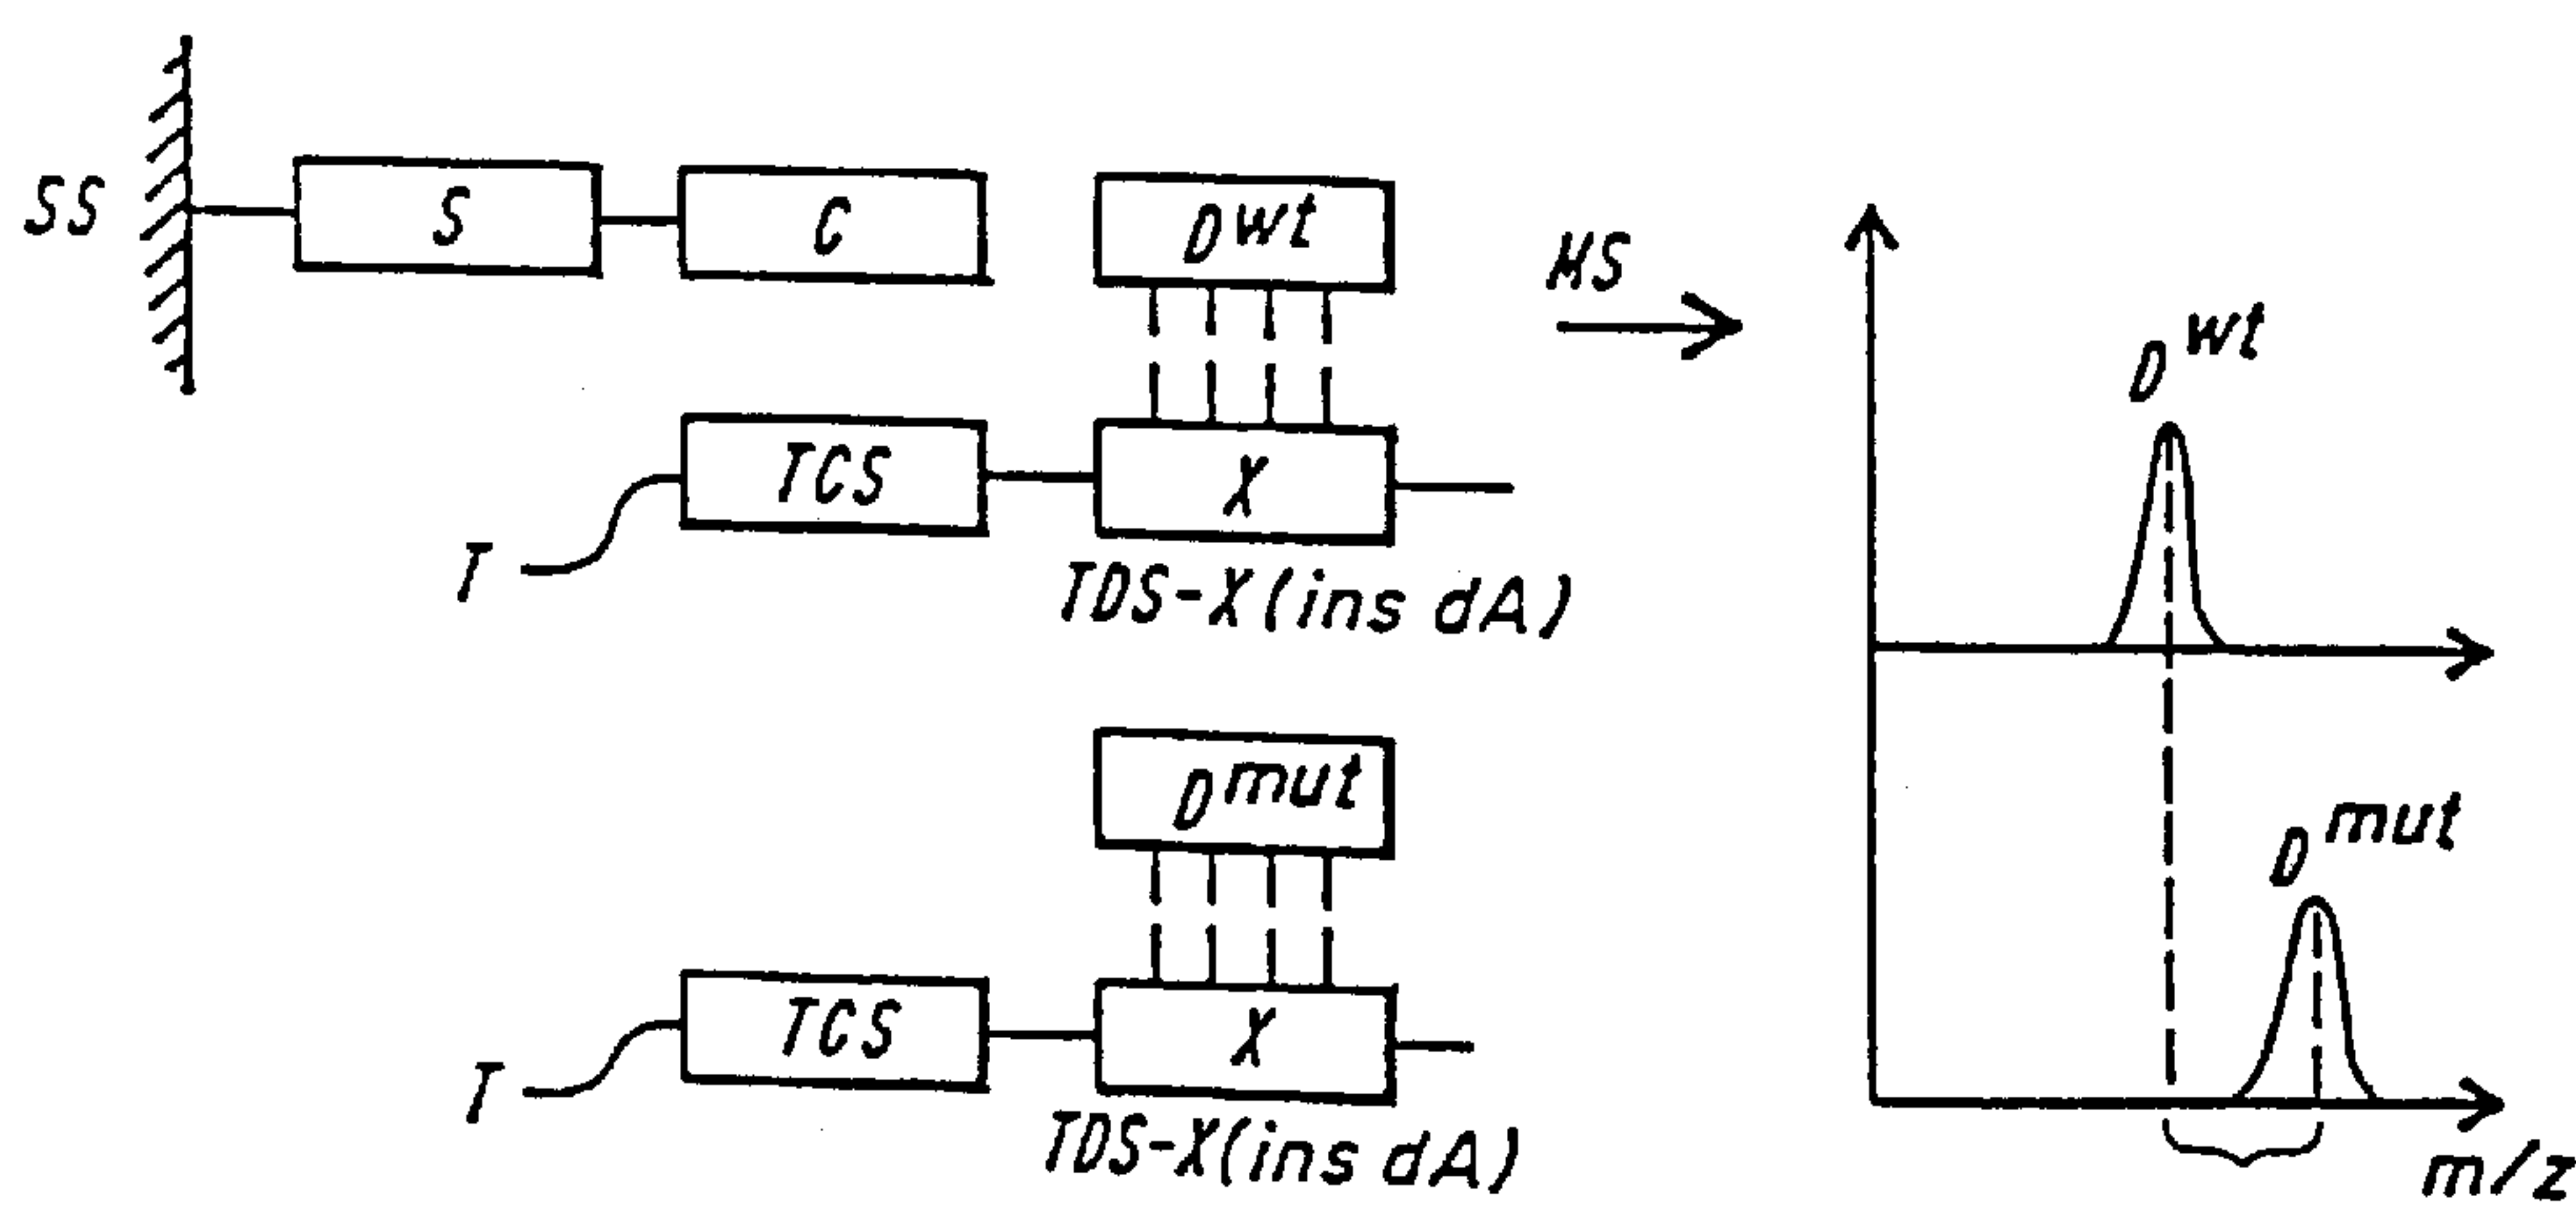 SS
S
C
D wt
MS
D wt
TCS
X
T
TDS-X(ins dA)
D mut
D mut
TCS
X
T
TDS-X(ins dA)
m/z